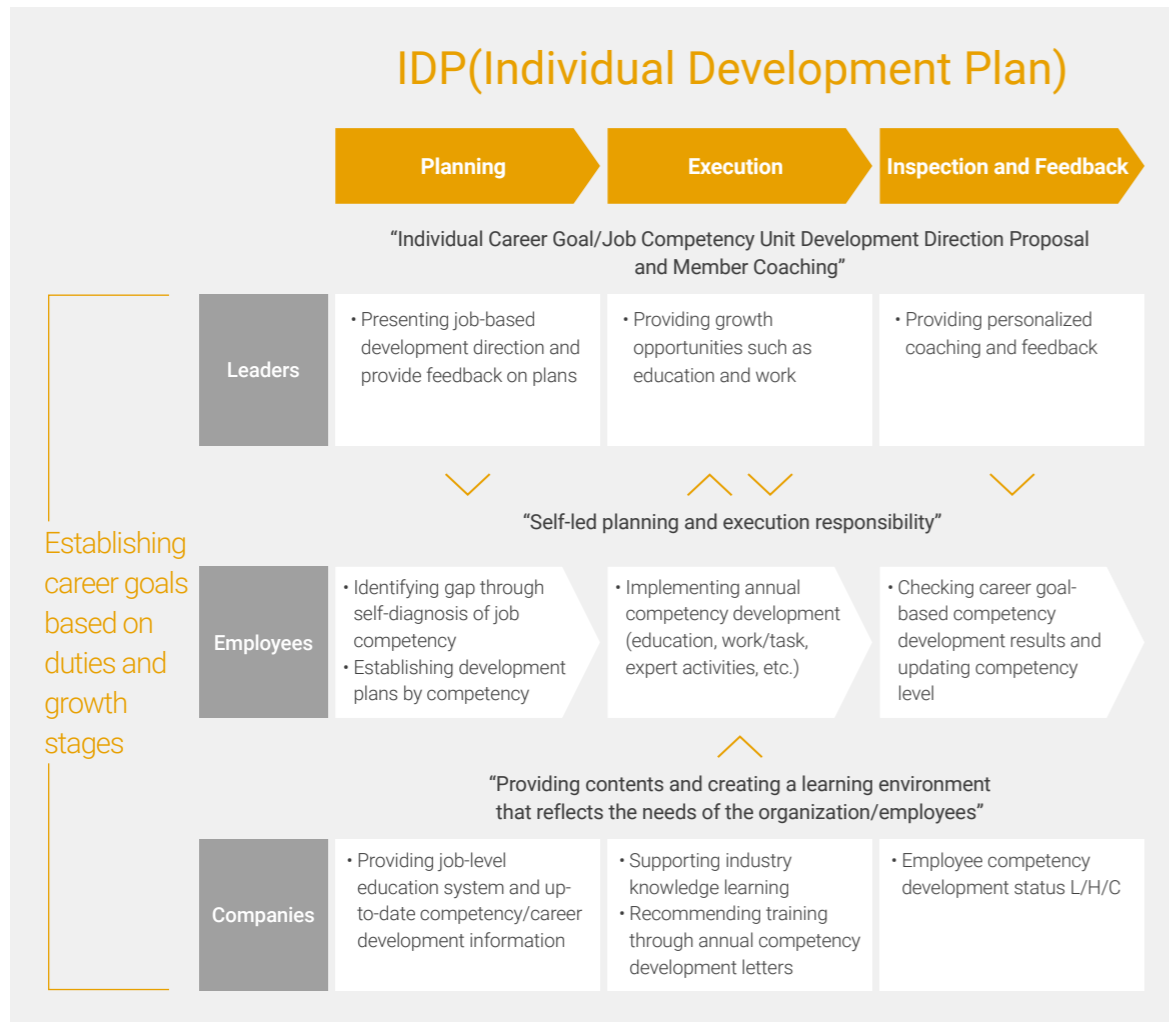 IDP(Individual Development Plan)
Planning
Execution
Inspection and Feedback
“Individual Career Goal/Job Competency Unit Development Direction Proposal
and Member Coaching”
Establishing
career goals
based on
duties and
growth
stages
Leaders
• Presenting job-based
development direction and
provide feedback on plans
• Providing growth
opportunities such as
education and work
• Providing personalized
coaching and feedback
“Self-led planning and execution responsibility”
Employees
• Identifying gap through
self-diagnosis of job
competency
• Establishing development
plans by competency
• Implementing annual
competency development
(education, work/task,
expert activities, etc.)
• Checking career goal-
based competency
development results and
updating competency
level
“Providing contents and creating a learning environment
that reflects the needs of the organization/employees”
Companies
• Providing job-level
education system and up-
to-date competency/career
development information
• Supporting industry
knowledge learning
• Recommending training
through annual competency
development letters
• Employee competency
development status L/H/C